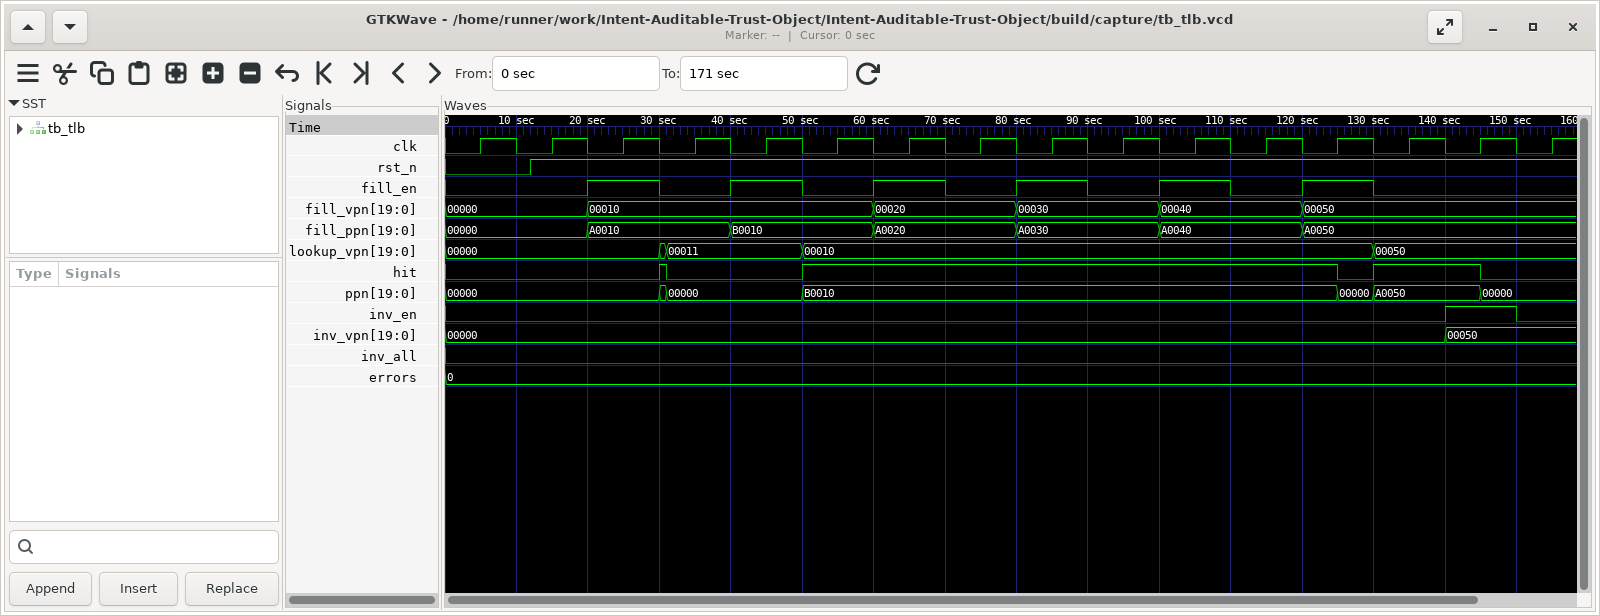 GTKWave - /home/runner/work/Intent-Auditable-Trust-Object/Intent-Auditable-Trust-Object/build/capture/tb_tlb.vcd
Marker: -- | Cursor: 0 sec
From: 0 sec To: 171 sec
SST
tb_tlb
Type Signals
Append Insert Replace
Signals
Time
clk
rst_n
fill_en
fill_vpn[19:0]
fill_ppn[19:0]
lookup_vpn[19:0]
hit
ppn[19:0]
inv_en
inv_vpn[19:0]
inv_all
errors
Waves
0 10 sec 20 sec 30 sec 40 sec 50 sec 60 sec 70 sec 80 sec 90 sec 100 sec 110 sec 120 sec 130 sec 140 sec 150 sec 160
00000 00010 00020 00030 00040 00050
00000 A0010 B0010 A0020 A0030 A0040 A0050
00000 00011 00010 00050
00000 00000 B0010 00000 A0050 00000
00000 00050
0